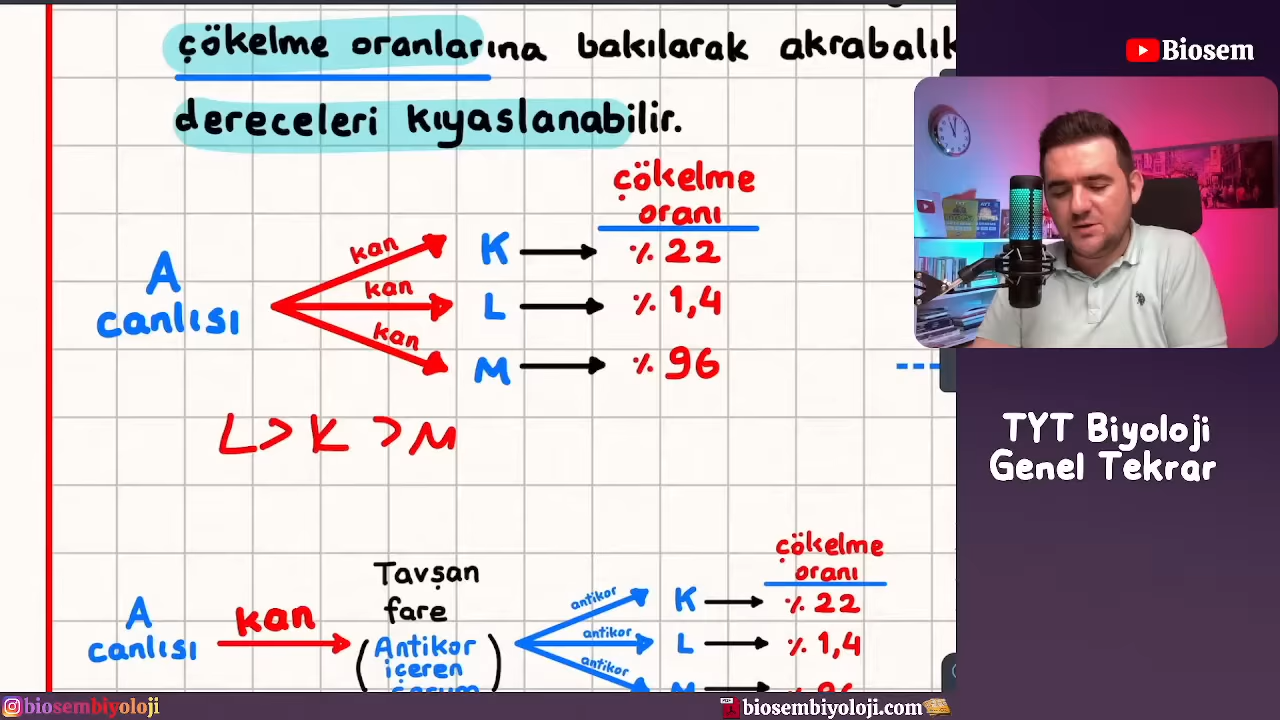 çökelme oranlarına bakılarak akrabalık
dereceleri kıyaslanabilir.
Biosem
çökelme
oranı
A
canlısı
kan
kan
kan
K
% 22
L
% 1,4
M
% 96
L > K > M
TYT Biyoloji
Genel Tekrar
çökelme
oranı
A
canlısı
kan
Tavşan
fare
(Antikor
içeren
serum)
antikor
antikor
antikor
K
% 22
L
% 1,4
M
% 96
biosembiyoloji
biosembiyoloji.com